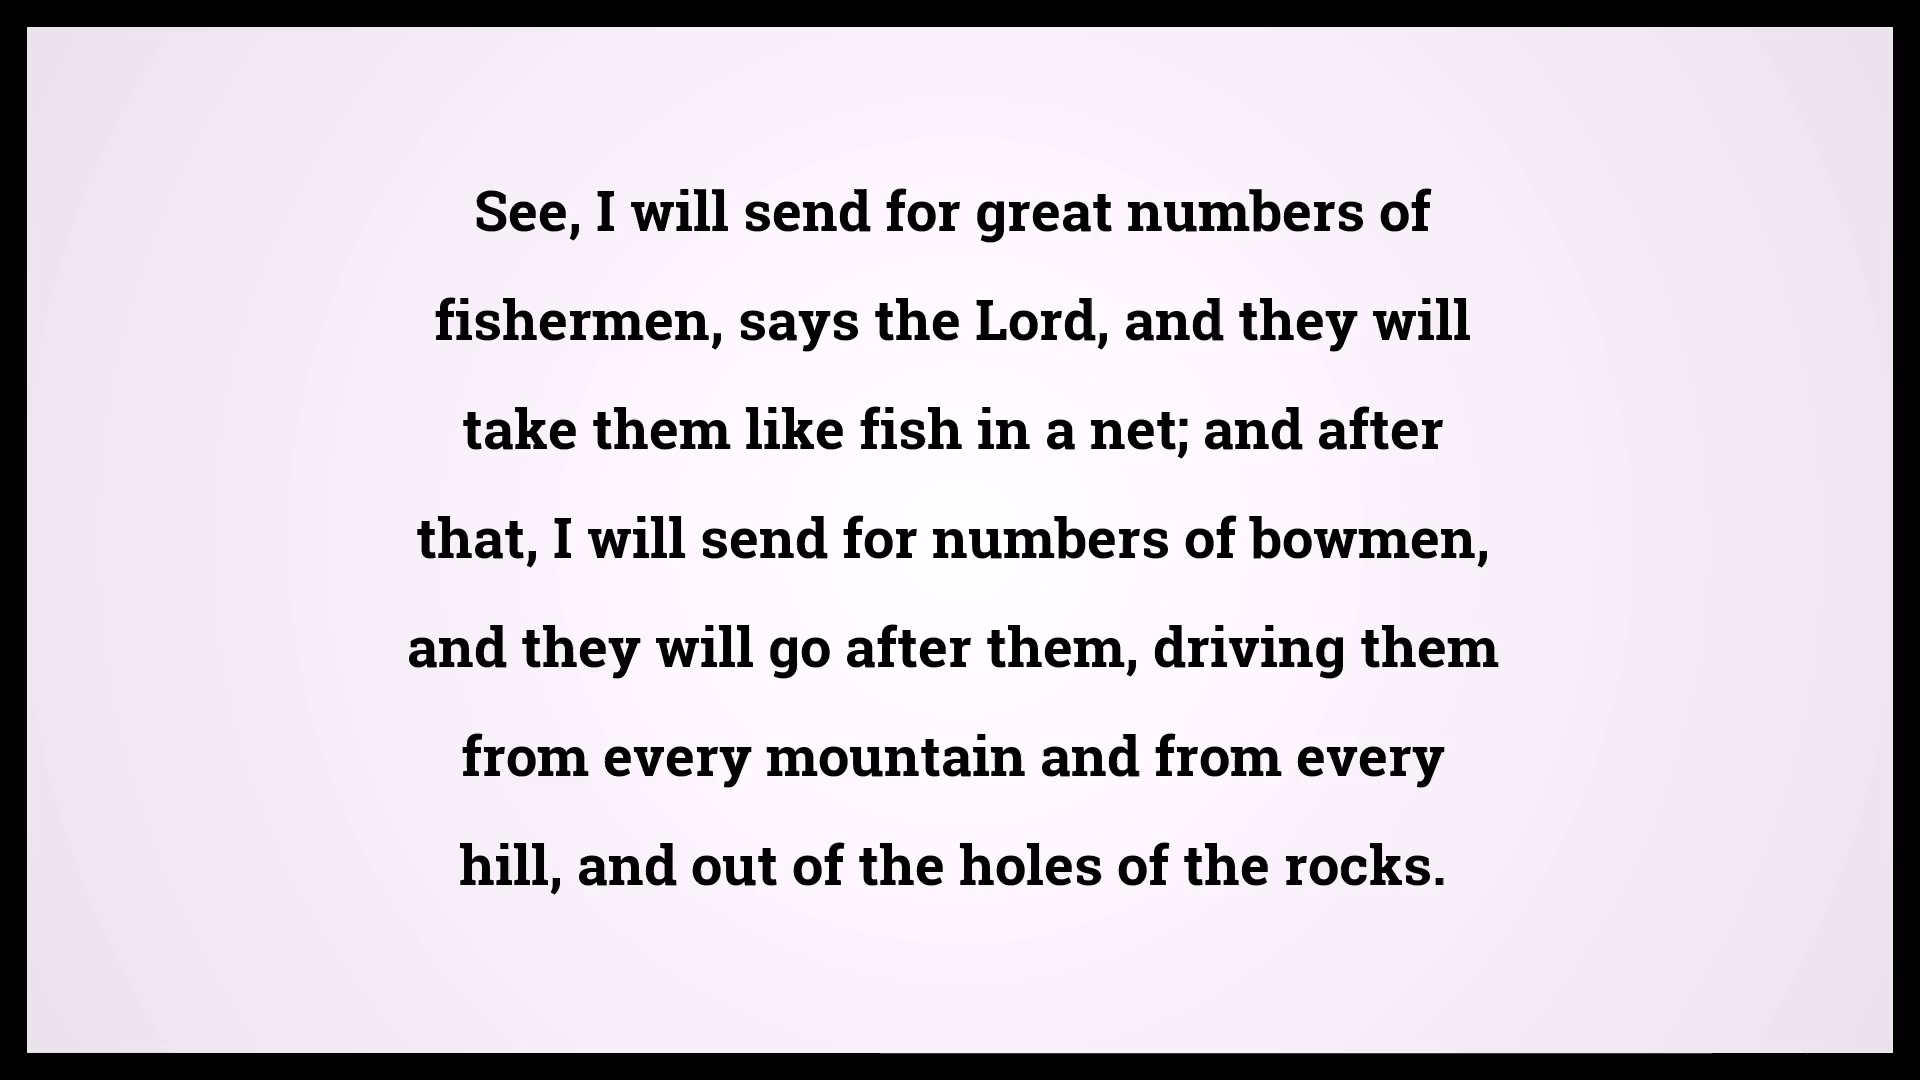 See, I will send for great numbers of
fishermen, says the Lord, and they will
take them like fish in a net; and after
that, I will send for numbers of bowmen,
and they will go after them, driving them
from every mountain and from every
hill, and out of the holes of the rocks.